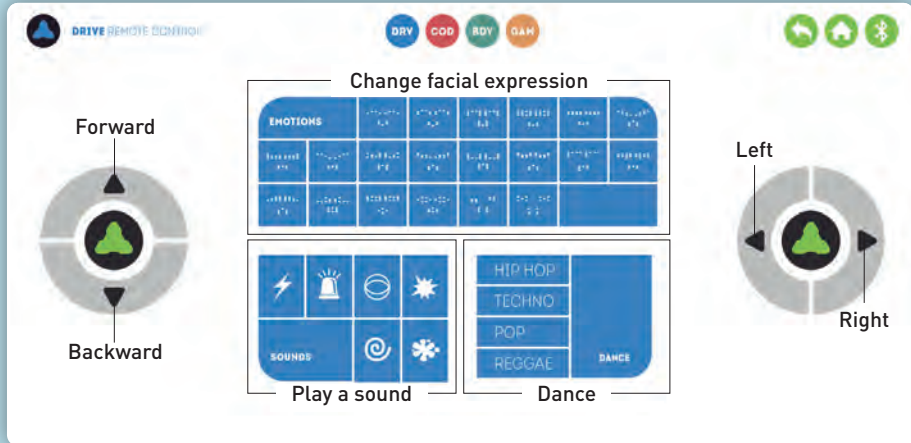 DRIVE REMOTE CONTROL
DRV COD BDY GAM
Change facial expression
EMOTIONS
Forward
Backward
Left
Right
SOUNDS
Play a sound
HIP HOP
TECHNO
POP
REGGAE
DANCE
Dance